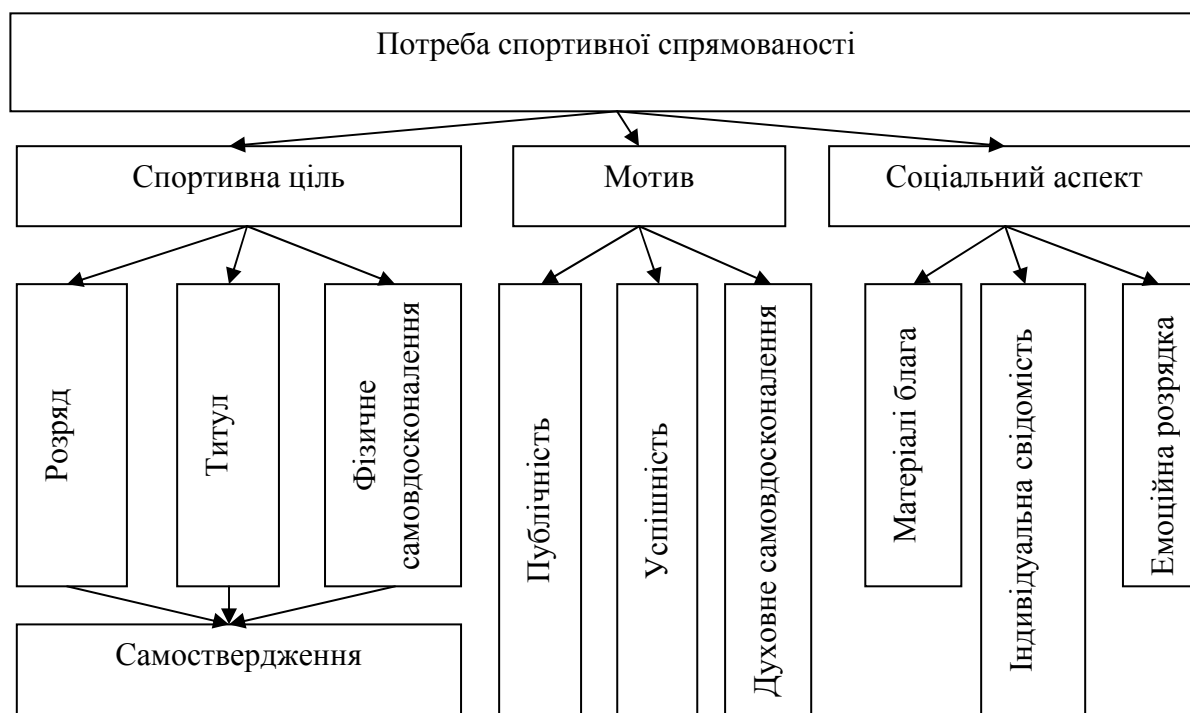 Потреба спортивної спрямованості
Спортивна ціль
Мотив
Соціальний аспект
Розряд
Титул
Фізичне
самовдосконалення
Публічність
Успішність
Духовне самовдосконалення
Матеріалі блага
Індивідуальна свідомість
Емоційна розрядка
Самоствердження